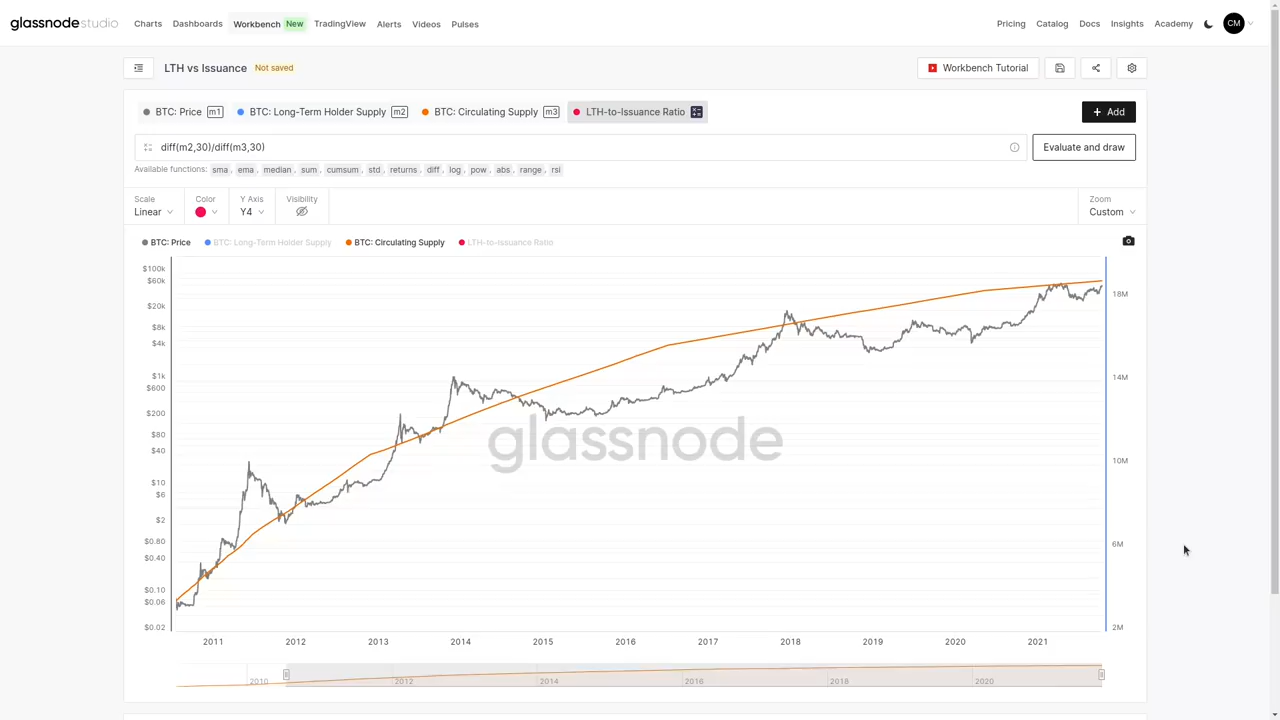 glassnodestudio Charts Dashboards Workbench New TradingView Alerts Videos Pulses Pricing Catalog Docs Insights Academy CM
LTH vs Issuance Not saved Workbench Tutorial
BTC: Price m1 BTC: Long-Term Holder Supply m2 BTC: Circulating Supply m3 LTH-to-Issuance Ratio + Add
diff(m2,30)/diff(m3,30) Evaluate and draw
Available functions: sma , ema , median , sum , cumsum , std , returns , diff , log , pow , abs , range , rsi
Scale Color Y Axis Visibility Zoom
Linear Y4 Custom
BTC: Price BTC: Long-Term Holder Supply BTC: Circulating Supply LTH-to-Issuance Ratio
$100k
$60k
18M
$20k
$8k
$4k
$1k 14M
$600
$200
$80
glassnode
$40
10M
$10
$6
$2
$0.80 6M
$0.40
$0.10
$0.06
$0.02 2M
2011 2012 2013 2014 2015 2016 2017 2018 2019 2020 2021
2010 2012 2014 2016 2018 2020